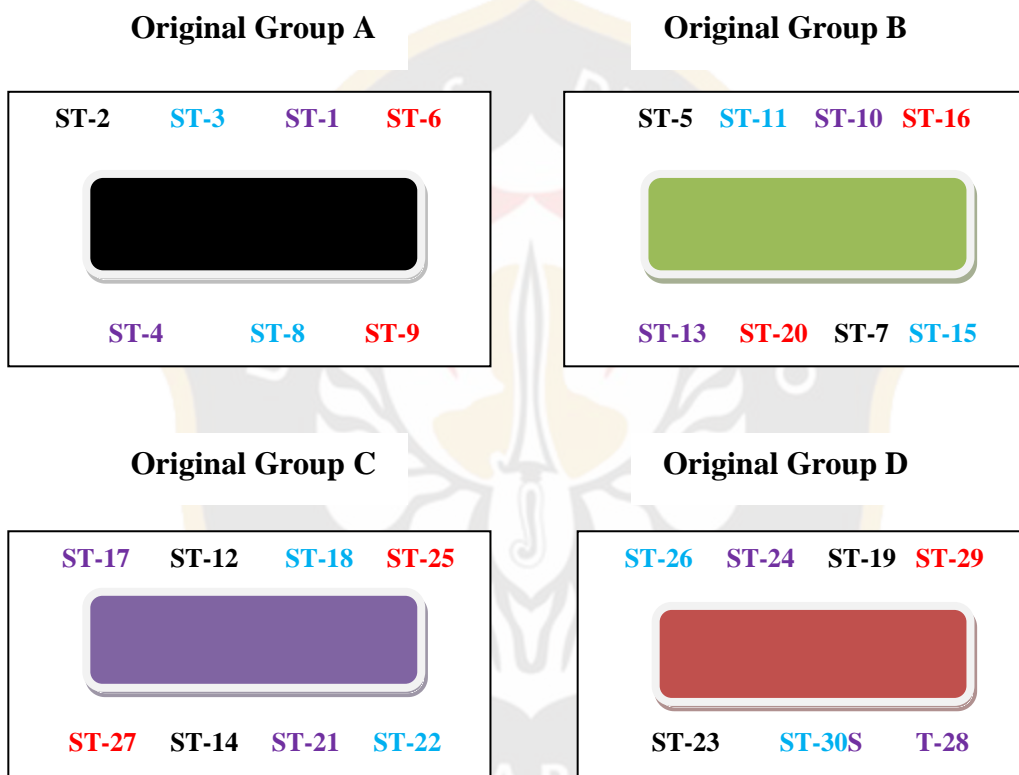 Original Group A Original Group B
ST-2 ST-3 ST-1 ST-6 ST-5 ST-11 ST-10 ST-16
ST-4 ST-8 ST-9 ST-13 ST-20 ST-7 ST-15
Original Group C Original Group D
ST-17 ST-12 ST-18 ST-25 ST-26 ST-24 ST-19 ST-29
ST-27 ST-14 ST-21 ST-22 ST-23 ST-30S T-28